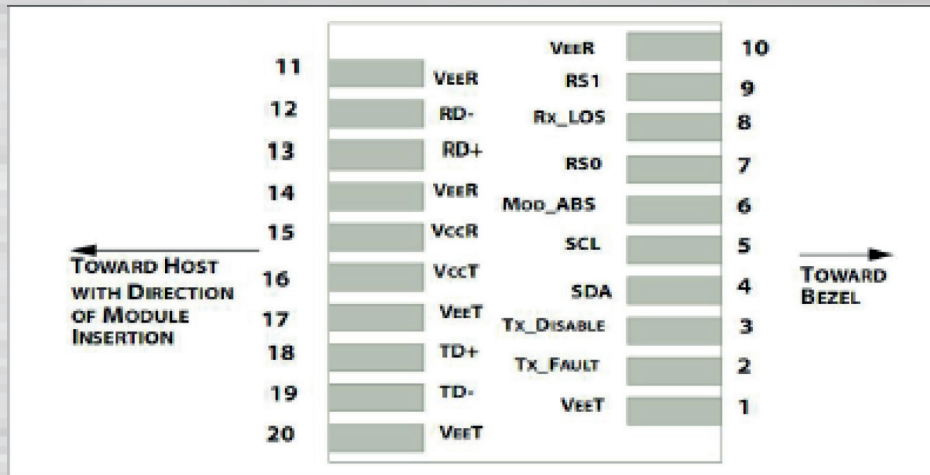 11 VEER
12 RD-
13 RD+
14 VEER
15 VCCR
16 VCCT
17 VEET
18 TD+
19 TD-
20 VEET
VEER 10
RS1 9
RX_LOS 8
RS0 7
MOD_ABS 6
SCL 5
SDA 4
TX_DISABLE 3
TX_FAULT 2
VEET 1
TOWARD HOST
WITH DIRECTION
OF MODULE
INSERTION
TOWARD
BEZEL